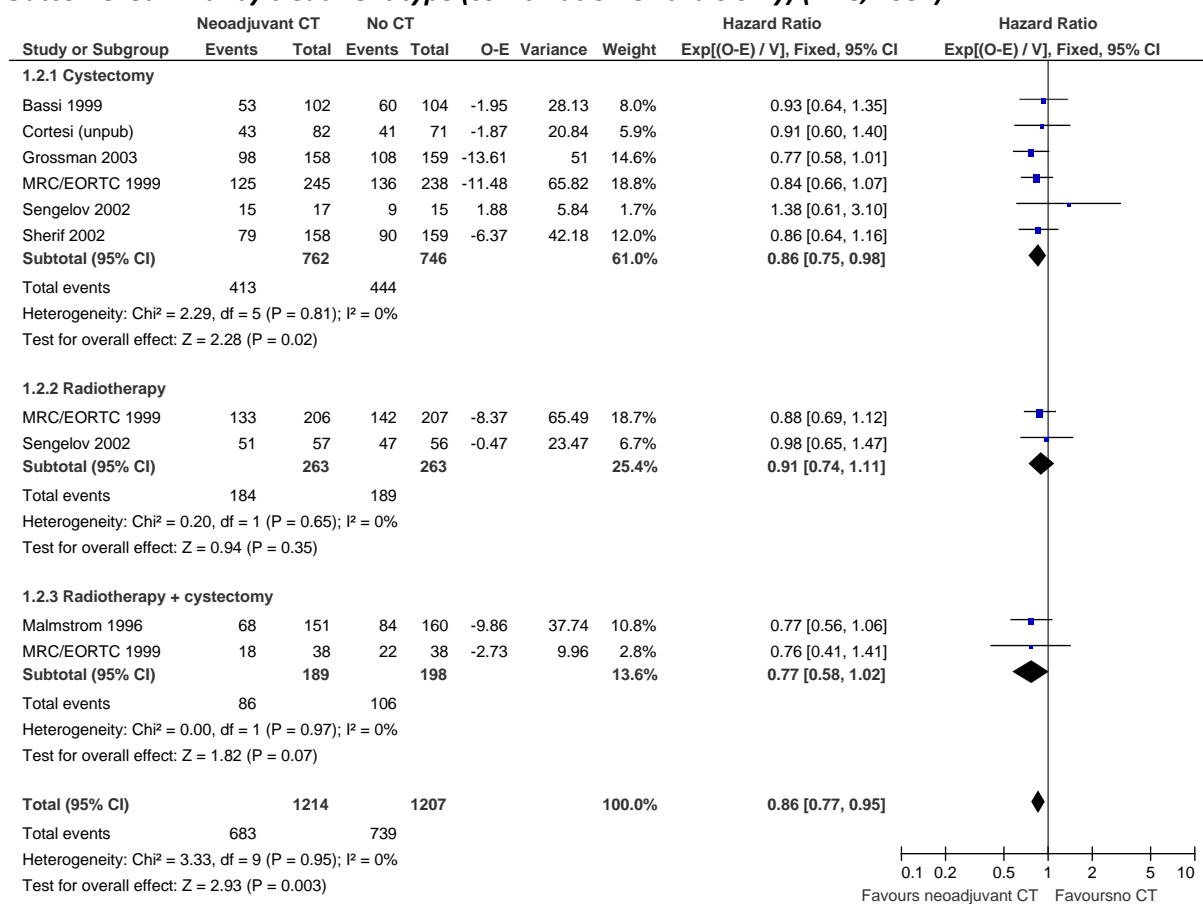 Neoadjuvant CT No CT Hazard Ratio Hazard Ratio
Study or Subgroup Events Total Events Total O-E Variance Weight Exp[(O-E) / V], Fixed, 95% CI Exp[(O-E) / V], Fixed, 95% CI
1.2.1 Cystectomy
Bassi 1999 53 102 60 104 -1.95 28.13 8.0% 0.93 [0.64, 1.35]
Cortesi (unpub) 43 82 41 71 -1.87 20.84 5.9% 0.91 [0.60, 1.40]
Grossman 2003 98 158 108 159 -13.61 51 14.6% 0.77 [0.58, 1.01]
MRC/EORTC 1999 125 245 136 238 -11.48 65.82 18.8% 0.84 [0.66, 1.07]
Sengelov 2002 15 17 9 15 1.88 5.84 1.7% 1.38 [0.61, 3.10]
Sherif 2002 79 158 90 159 -6.37 42.18 12.0% 0.86 [0.64, 1.16]
Subtotal (95% CI) 762 746 61.0% 0.86 [0.75, 0.98]
Total events 413 444
Heterogeneity: Chi² = 2.29, df = 5 (P = 0.81); I² = 0%
Test for overall effect: Z = 2.28 (P = 0.02)
1.2.2 Radiotherapy
MRC/EORTC 1999 133 206 142 207 -8.37 65.49 18.7% 0.88 [0.69, 1.12]
Sengelov 2002 51 57 47 56 -0.47 23.47 6.7% 0.98 [0.65, 1.47]
Subtotal (95% CI) 263 263 25.4% 0.91 [0.74, 1.11]
Total events 184 189
Heterogeneity: Chi² = 0.20, df = 1 (P = 0.65); I² = 0%
Test for overall effect: Z = 0.94 (P = 0.35)
1.2.3 Radiotherapy + cystectomy
Malmstrom 1996 68 151 84 160 -9.86 37.74 10.8% 0.77 [0.56, 1.06]
MRC/EORTC 1999 18 38 22 38 -2.73 9.96 2.8% 0.76 [0.41, 1.41]
Subtotal (95% CI) 189 198 13.6% 0.77 [0.58, 1.02]
Total events 86 106
Heterogeneity: Chi² = 0.00, df = 1 (P = 0.97); I² = 0%
Test for overall effect: Z = 1.82 (P = 0.07)
Total (95% CI) 1214 1207 100.0% 0.86 [0.77, 0.95]
Total events 683 739
Heterogeneity: Chi² = 3.33, df = 9 (P = 0.95); I² = 0%
Test for overall effect: Z = 2.93 (P = 0.003)
0.1 0.2 0.5 1 2 5 10
Favours neoadjuvant CT Favoursno CT